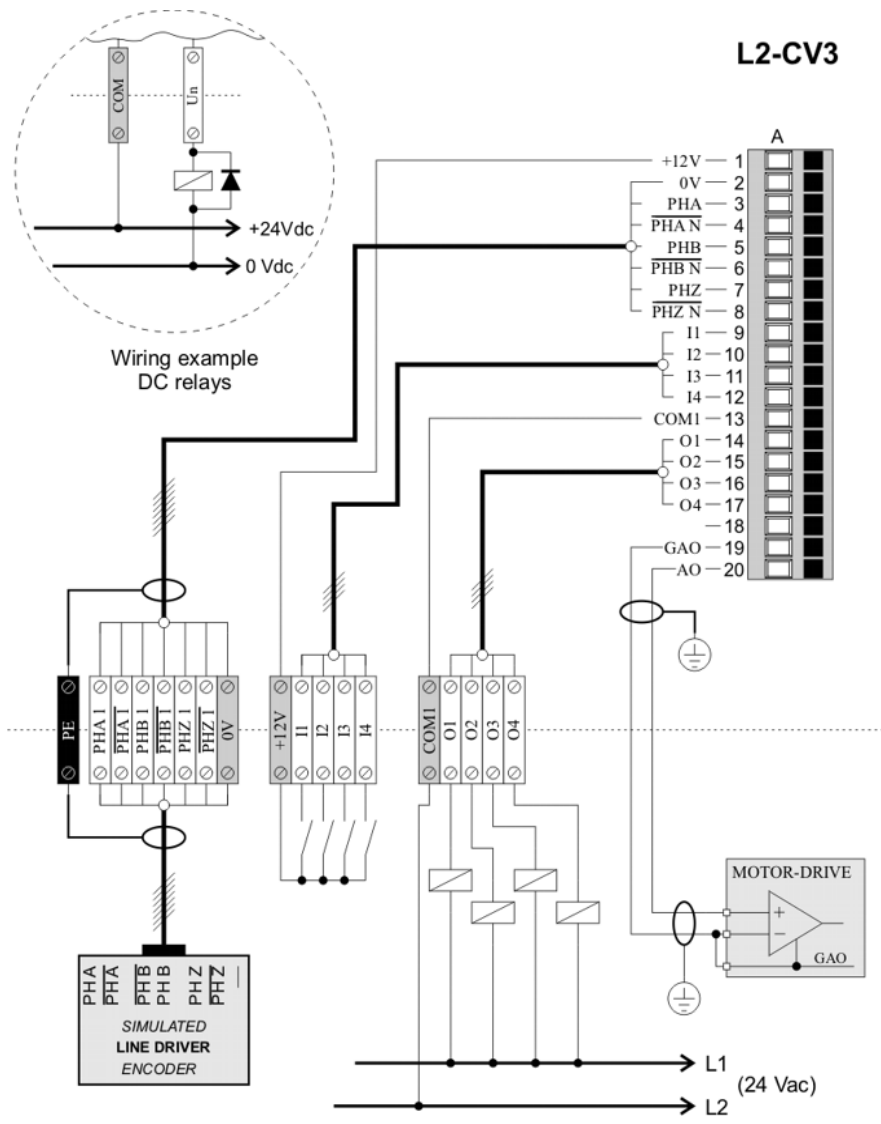 L2-CV3
COM
Un
+24Vdc
0 Vdc
Wiring example
DC relays
A
+12V 1
0V 2
PHA 3
PHA N 4
PHB 5
PHB N 6
PHZ 7
PHZ N 8
I1 9
I2 10
I3 11
I4 12
COM1 13
O1 14
O2 15
O3 16
O4 17
18
GAO 19
AO 20
PE
PHA 1
PHA 1
PHB 1
PHB 1
PHZ 1
PHZ 1
0V
+12V
I1
I2
I3
I4
COM1
O1
O2
O3
O4
MOTOR-DRIVE
+
−
GAO
PHA
PHA
PHB
PHB
PHZ
PHZ
SIMULATED
LINE DRIVER
ENCODER
L1
(24 Vac)
L2